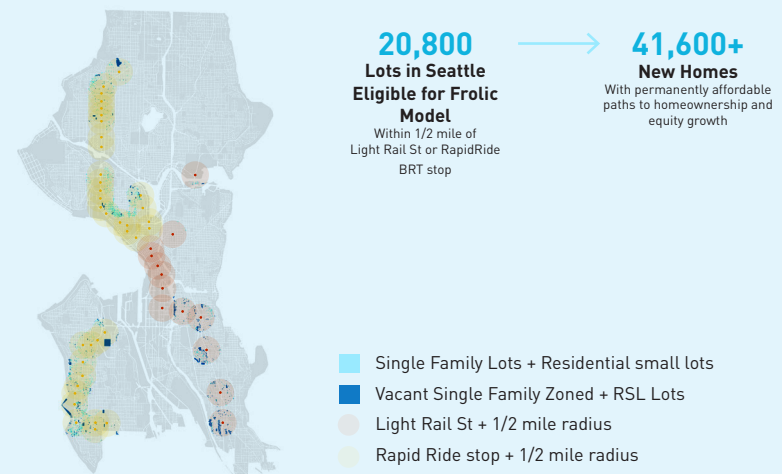 20,800
Lots in Seattle
Eligible for Frolic
Model
Within 1/2 mile of
Light Rail St or RapidRide
BRT stop
41,600+
New Homes
With permanently affordable
paths to homeownership and
equity growth
Single Family Lots + Residential small lots
Vacant Single Family Zoned + RSL Lots
Light Rail St + 1/2 mile radius
Rapid Ride stop + 1/2 mile radius